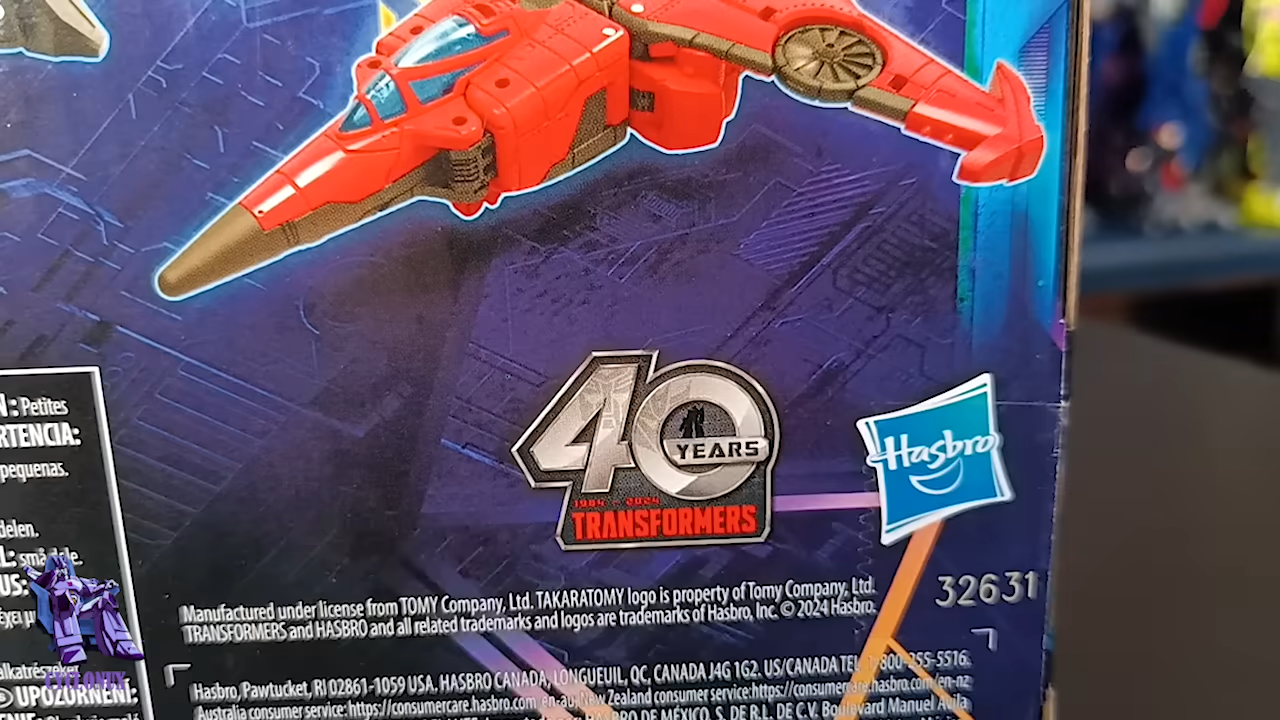 N: Petites
RTENCIA:
pequenas.
delen.
L: små dele.
US:
40
YEARS
1984 - 2024
TRANSFORMERS
Hasbro
32631
Manufactured under license from TOMY Company, Ltd. TAKARATOMY logo is property of Tomy Company, Ltd.
TRANSFORMERS and HASBRO and all related trademarks and logos are trademarks of Hasbro, Inc. © 2024 Hasbro.
alkatrészeket
UPOZORNĚNÍ:
CYCLONIX
Hasbro, Pawtucket, RI 02861-1059 USA. HASBRO CANADA, LONGUEUIL, QC, CANADA J4G 1G2. US/CANADA TEL. 1-800-255-5516.
Australia consumer service: https://consumercare.hasbro.com/en-au; New Zealand consumer service: https://consumercare.hasbro.com/en-nz
HASBRO DE MÉXICO, S. DE R.L. DE C.V. Boulevard Manuel Avila